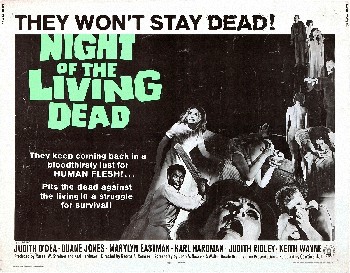 THEY WON'T STAY DEAD!
NIGHT
OF THE
LIVING
DEAD
They keep coming back in a
bloodthirsty lust for
HUMAN FLESH!...
Pits the dead against
the living in a struggle
for survival!
JUDITH O'DEA · DUANE JONES · MARYLYN EASTMAN · KARL HARDMAN · JUDITH RIDLEY · KEITH WAYNE